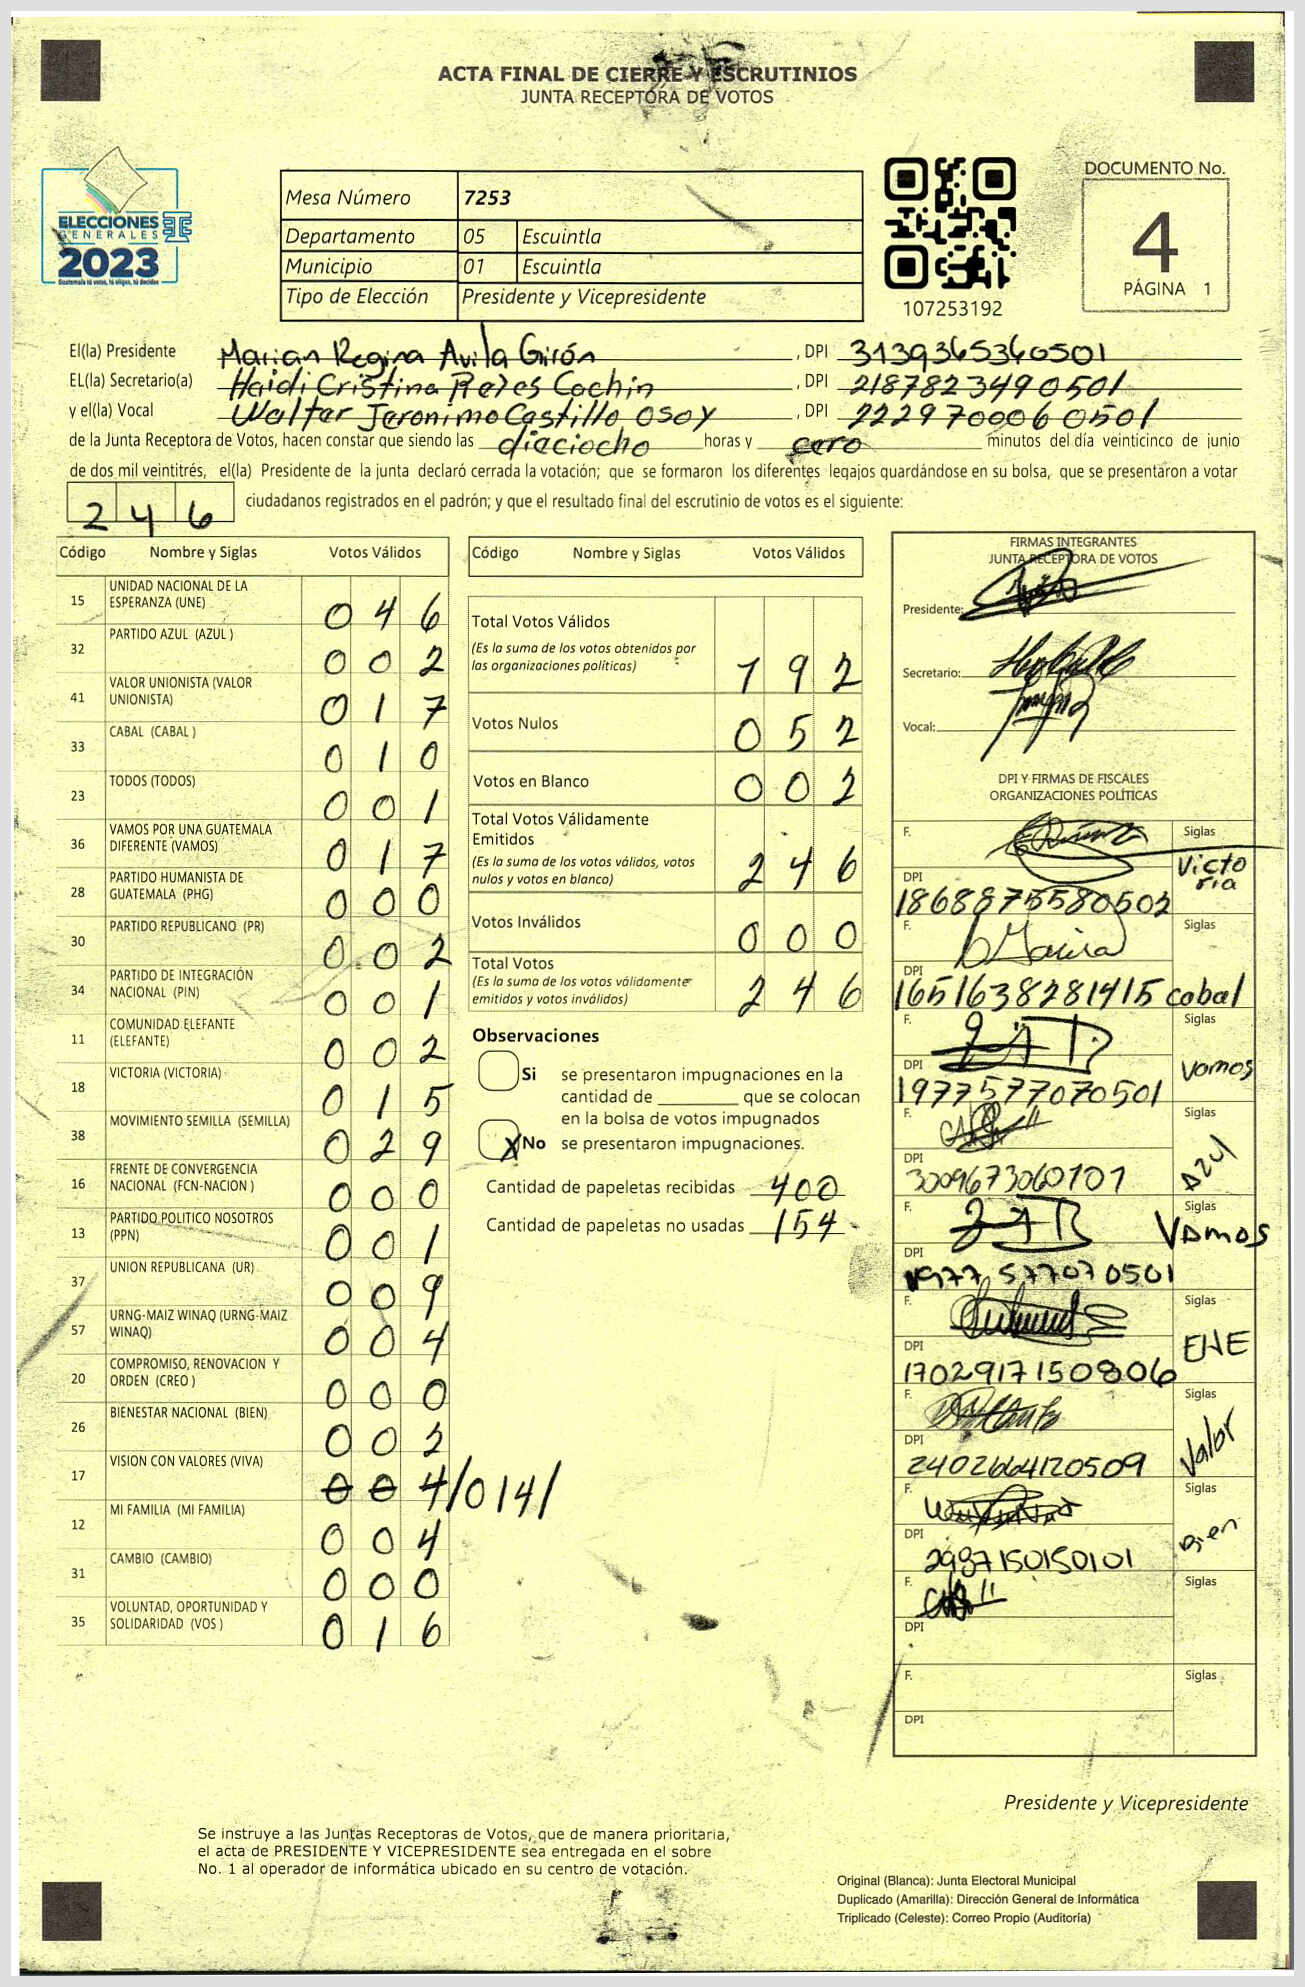 ACTA FINAL DE CIERRE Y ESCRUTINIOS
JUNTA RECEPTORA DE VOTOS
ELECCIONES
GENERALES
2023
Guatemala tú votas, tú eliges, tú decides
Mesa Número 7253
Departamento 05 Escuintla
Municipio 01 Escuintla
Tipo de Elección Presidente y Vicepresidente
107253192
DOCUMENTO No.
4
PÁGINA 1
El(la) Presidente Marian Regina Avila Girón , DPI 3139365360501
EL(la) Secretario(a) Haidi Cristina Reyes Cochin , DPI 2187823490501
y el(la) Vocal Walter Jeronimo Castillo Osoy , DPI 2229700060501
de la Junta Receptora de Votos, hacen constar que siendo las dieciocho horas y cero minutos del día veinticinco de junio
de dos mil veintitrés, el(la) Presidente de la junta declaró cerrada la votación; que se formaron los diferentes legajos guardándose en su bolsa, que se presentaron a votar
246 ciudadanos registrados en el padrón; y que el resultado final del escrutinio de votos es el siguiente:
Código Nombre y Siglas Votos Válidos
15 UNIDAD NACIONAL DE LA ESPERANZA (UNE) 046
32 PARTIDO AZUL (AZUL ) 002
41 VALOR UNIONISTA (VALOR UNIONISTA) 017
33 CABAL (CABAL ) 010
23 TODOS (TODOS) 001
36 VAMOS POR UNA GUATEMALA DIFERENTE (VAMOS) 017
28 PARTIDO HUMANISTA DE GUATEMALA (PHG) 000
30 PARTIDO REPUBLICANO (PR) 002
34 PARTIDO DE INTEGRACIÓN NACIONAL (PIN) 001
11 COMUNIDAD ELEFANTE (ELEFANTE) 002
18 VICTORIA (VICTORIA) 015
38 MOVIMIENTO SEMILLA (SEMILLA) 029
16 FRENTE DE CONVERGENCIA NACIONAL (FCN-NACION ) 000
13 PARTIDO POLITICO NOSOTROS (PPN) 001
37 UNION REPUBLICANA (UR) 009
57 URNG-MAIZ WINAQ (URNG-MAIZ WINAQ) 004
20 COMPROMISO, RENOVACION Y ORDEN (CREO ) 000
26 BIENESTAR NACIONAL (BIEN) 002
17 VISION CON VALORES (VIVA) 004/014/
12 MI FAMILIA (MI FAMILIA) 004
31 CAMBIO (CAMBIO) 000
35 VOLUNTAD, OPORTUNIDAD Y SOLIDARIDAD (VOS ) 016
Código Nombre y Siglas Votos Válidos
Total Votos Válidos
(Es la suma de los votos obtenidos por
las organizaciones políticas) 192
Votos Nulos 052
Votos en Blanco 002
Total Votos Válidamente
Emitidos
(Es la suma de los votos válidos, votos
nulos y votos en blanco) 246
Votos Inválidos 000
Total Votos
(Es la suma de los votos válidamente
emitidos y votos inválidos) 246
Observaciones
Si se presentaron impugnaciones en la
cantidad de ________ que se colocan
en la bolsa de votos impugnados
X No se presentaron impugnaciones.
Cantidad de papeletas recibidas 400
Cantidad de papeletas no usadas 154
FIRMAS INTEGRANTES
JUNTA RECEPTORA DE VOTOS
Presidente:
Secretario:
Vocal:
DPI Y FIRMAS DE FISCALES
ORGANIZACIONES POLÍTICAS
F. Siglas Victoria
DPI 1868875580502
F. Siglas cabal
DPI 1651638281415
F. Siglas Vamos
DPI 1977577070501
F. Siglas Azul
DPI 3009673060101
F. Siglas Vamos
DPI 1977577070501
F. Siglas
DPI 1702917150806
F. Siglas Valor
DPI 2402664120509
F. Siglas Bien
DPI 2987150150101
F. Siglas
DPI
F. Siglas
DPI
Presidente y Vicepresidente
Se instruye a las Juntas Receptoras de Votos, que de manera prioritaria,
el acta de PRESIDENTE Y VICEPRESIDENTE sea entregada en el sobre
No. 1 al operador de informática ubicado en su centro de votación.
Original (Blanca): Junta Electoral Municipal
Duplicado (Amarilla): Dirección General de Informática
Triplicado (Celeste): Correo Propio (Auditoría)